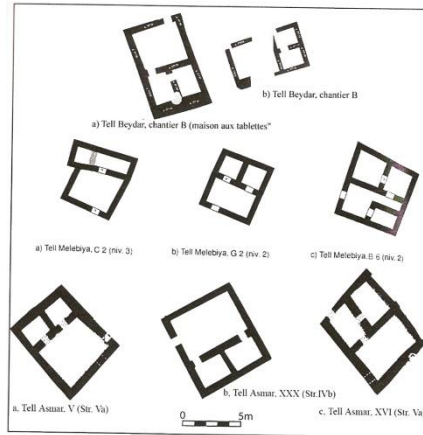 b) Tell Beydar, chantier B
a) Tell Beydar, chantier B (maison aux tablettes"
a) Tell Melebiya, C 2 (niv. 3)
b) Tell Melebiya, G 2 (niv. 2)
c) Tell Melebiya, B 6 (niv. 2)
a. Tell Asmar, V (Str. Va)
b, Tell Asmar, XXX (Str.IVb)
c. Tell Asmar, XVI (Str. Va)
0 5m